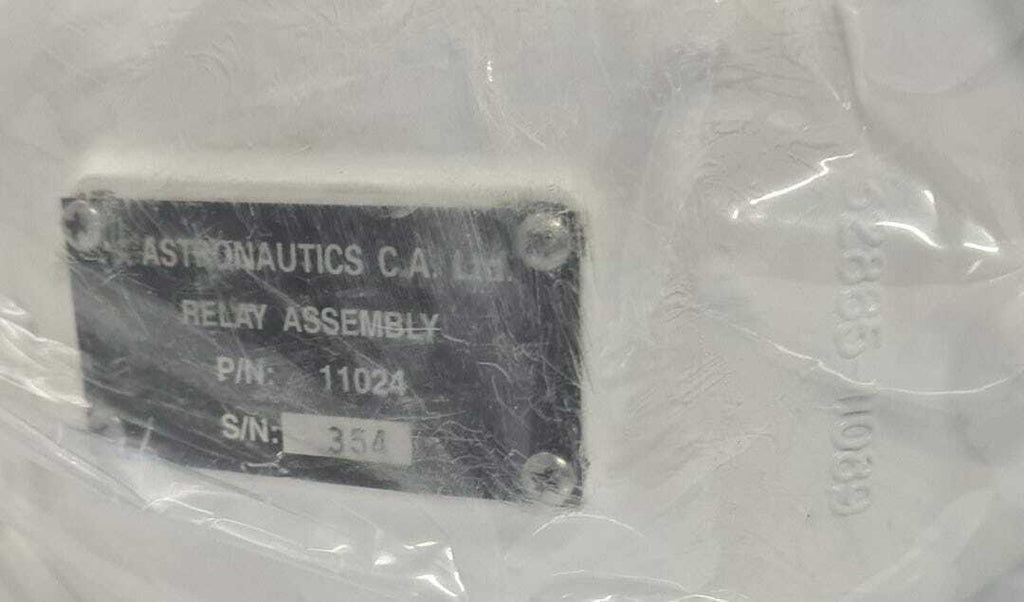 ASTRONAUTICS C.A. Ltd.
RELAY ASSEMBLY
P/N: 11024
S/N: 354